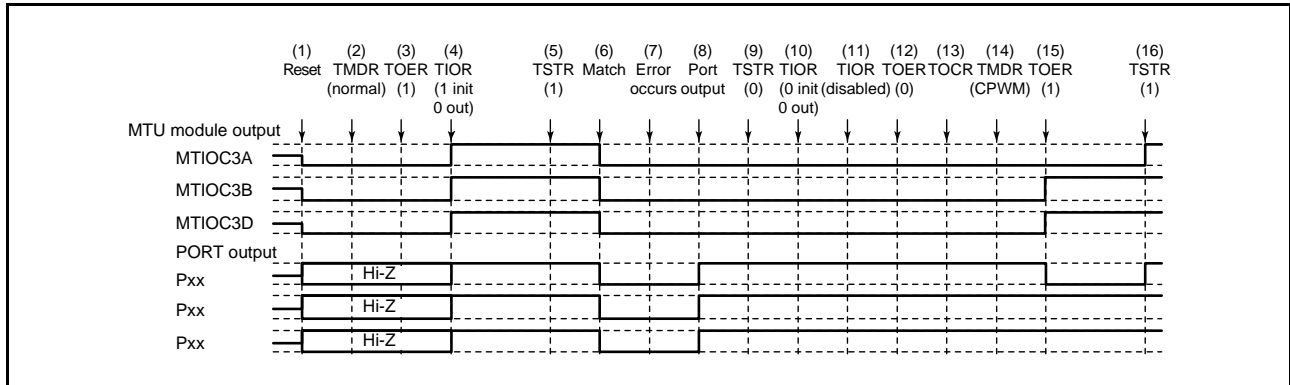 (1) (2) (3) (4) (5) (6) (7) (8) (9) (10) (11) (12) (13) (14) (15) (16)
Reset TMDR TOER TIOR TSTR Match Error Port TSTR TIOR TIOR TOER TOCR TMDR TOER TSTR
(normal) (1) (1 init (1) occurs output (0) (0 init (disabled) (0) (CPWM) (1) (1)
0 out) 0 out)
MTU module output
MTIOC3A
MTIOC3B
MTIOC3D
PORT output
Pxx Hi-Z
Pxx Hi-Z
Pxx Hi-Z